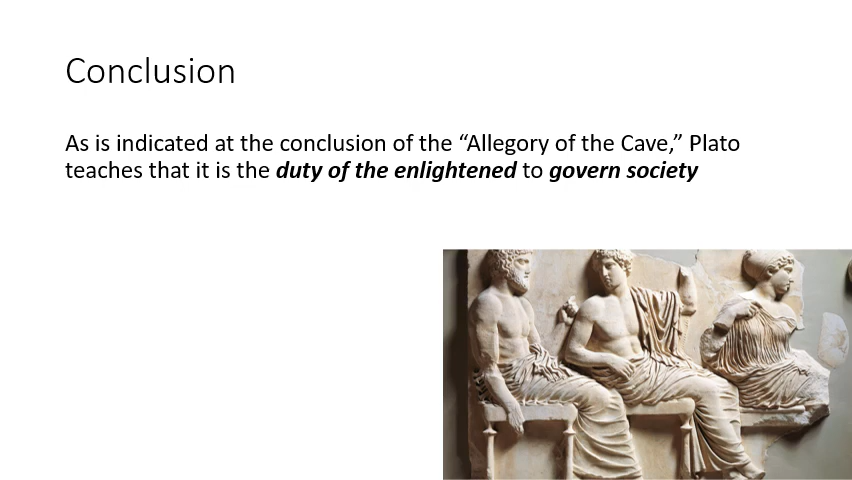 Conclusion
As is indicated at the conclusion of the “Allegory of the Cave,” Plato
teaches that it is the duty of the enlightened to govern society